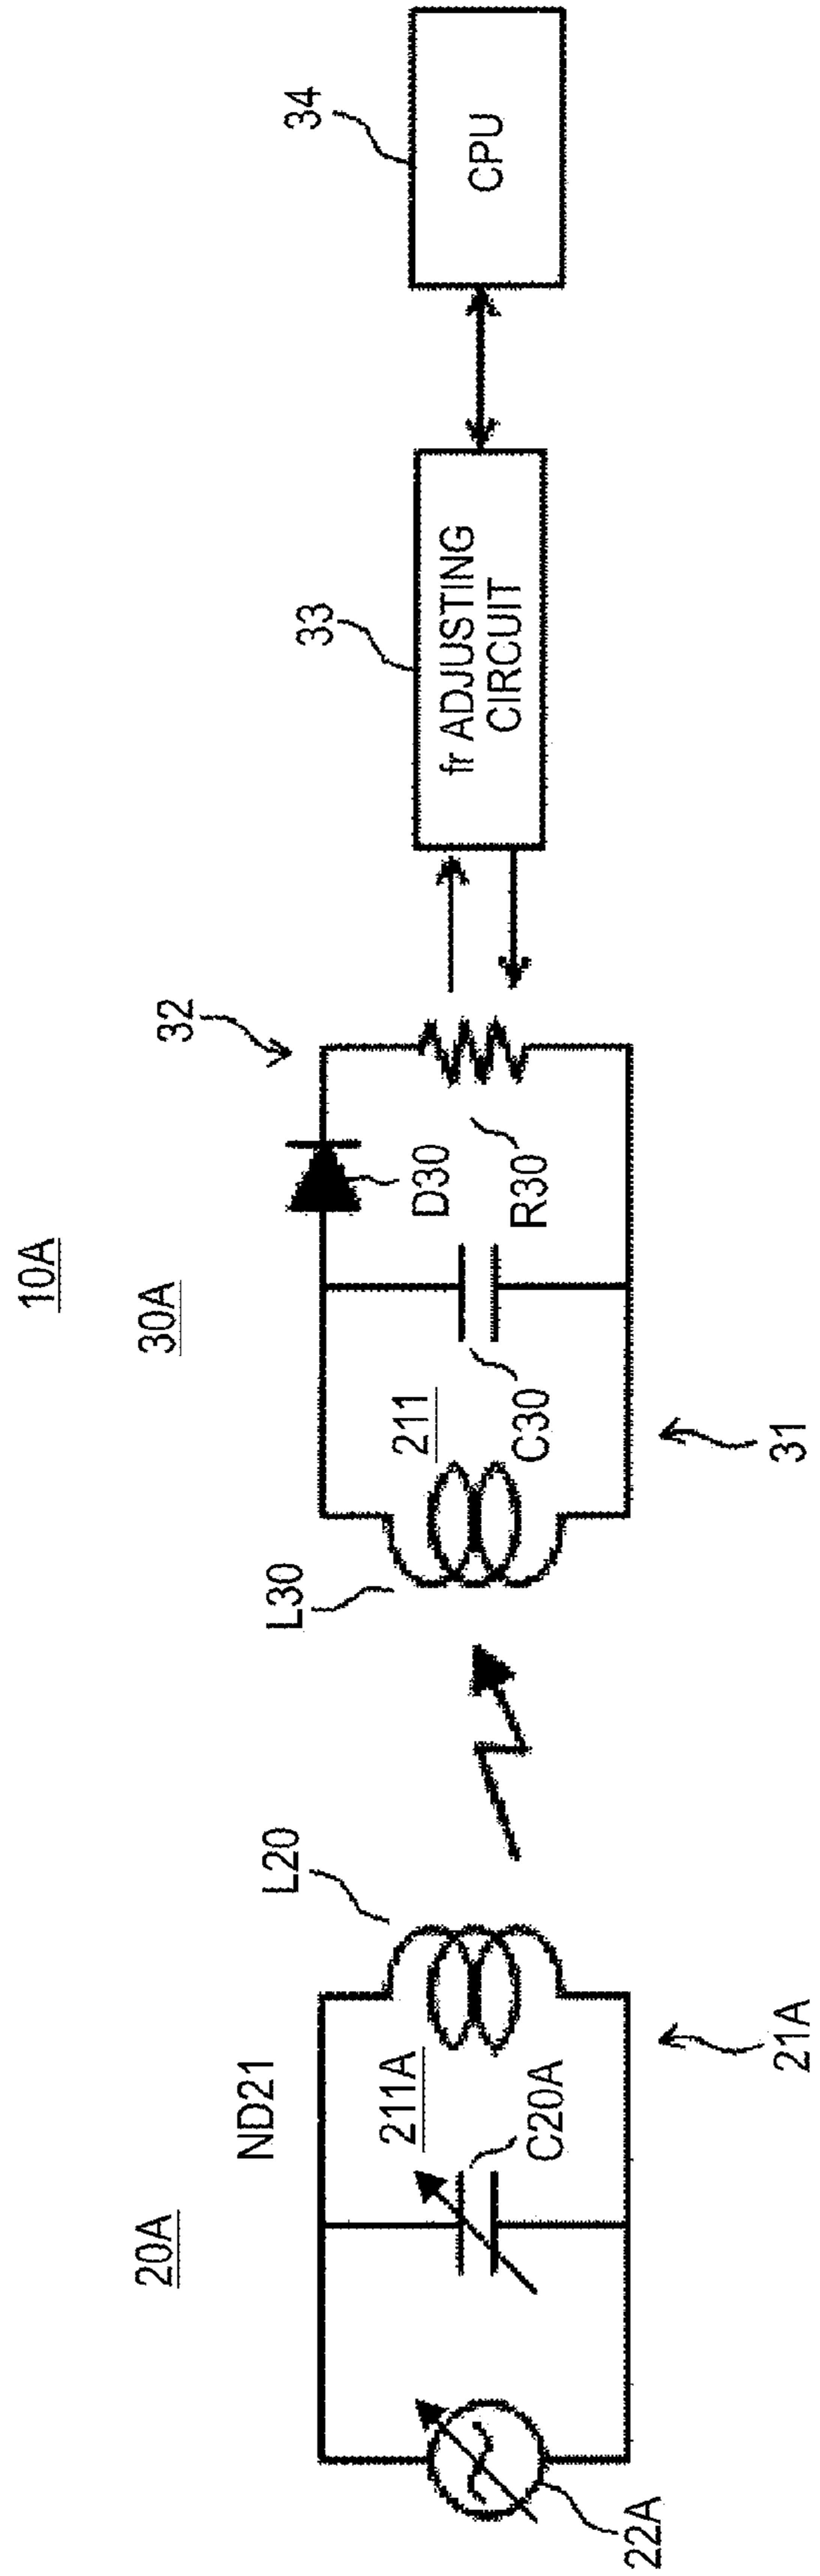 10A
20A
30A
32
ND21
L20
L30
33
34
211A
C20A
211
C30
D30
R30
fr ADJUSTING
CIRCUIT
CPU
22A
21A
31